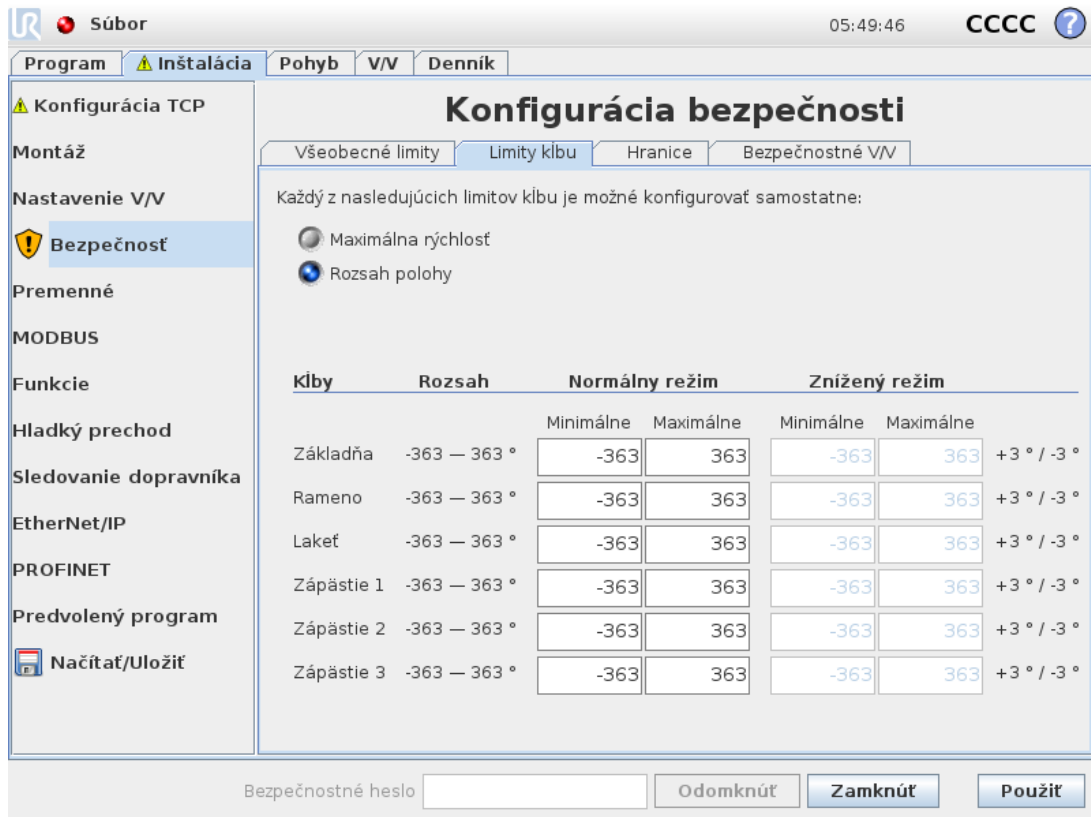 UR Súbor 05:49:46 CCCC ?
Program Inštalácia Pohyb V/V Denník
Konfigurácia TCP
Montáž
Nastavenie V/V
Bezpečnosť
Premenné
MODBUS
Funkcie
Hladký prechod
Sledovanie dopravníka
EtherNet/IP
PROFINET
Predvolený program
Načítať/Uložiť
Konfigurácia bezpečnosti
Všeobecné limity Limity kĺbu Hranice Bezpečnostné V/V
Každý z nasledujúcich limitov kĺbu je možné konfigurovať samostatne:
Maximálna rýchlosť
Rozsah polohy
Kĺby Rozsah Normálny režim Znížený režim
Minimálne Maximálne Minimálne Maximálne
Základňa -363 — 363 ° -363 363 -363 363 +3 ° / -3 °
Rameno -363 — 363 ° -363 363 -363 363 +3 ° / -3 °
Lakeť -363 — 363 ° -363 363 -363 363 +3 ° / -3 °
Zápästie 1 -363 — 363 ° -363 363 -363 363 +3 ° / -3 °
Zápästie 2 -363 — 363 ° -363 363 -363 363 +3 ° / -3 °
Zápästie 3 -363 — 363 ° -363 363 -363 363 +3 ° / -3 °
Bezpečnostné heslo Odomknúť Zamknúť Použiť